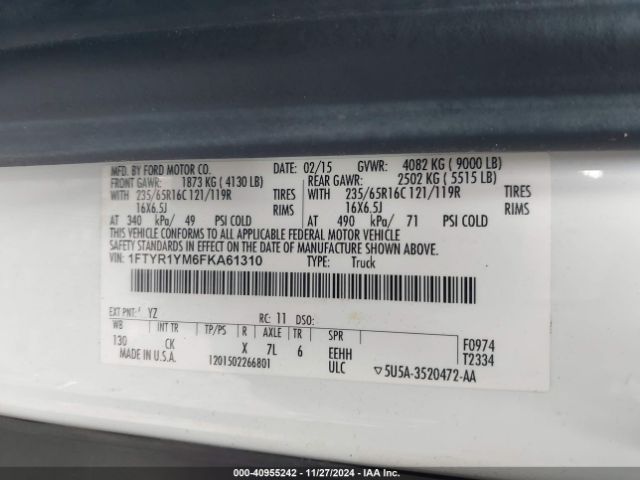 MFD. BY FORD MOTOR CO. DATE: 02/15 GVWR: 4082 KG ( 9000 LB)
FRONT GAWR: 1873 KG ( 4130 LB) REAR GAWR: 2502 KG ( 5515 LB)
WITH 235/65R16C 121/119R TIRES WITH 235/65R16C 121/119R TIRES
16X6.5J RIMS 16X6.5J RIMS
AT 340 kPa/ 49 PSI COLD AT 490 kPa/ 71 PSI COLD
THIS VEHICLE CONFORMS TO ALL APPLICABLE FEDERAL MOTOR VEHICLE
SAFETY AND THEFT PREVENTION STANDARDS IN EFFECT ON THE DATE OF MANUFACTURE SHOWN ABOVE.
VIN: 1FTYR1YM6FKA61310 TYPE: Truck
EXT PNT: YZ RC: 11 DSO:
WB INT TR TP/PS R AXLE TR SPR
130 CK X 7L 6 EEHH F0974
MADE IN U.S.A. 1201502266801 ULC T2334
5U5A-3520472-AA
000-40955242 - 11/27/2024 - IAA Inc.